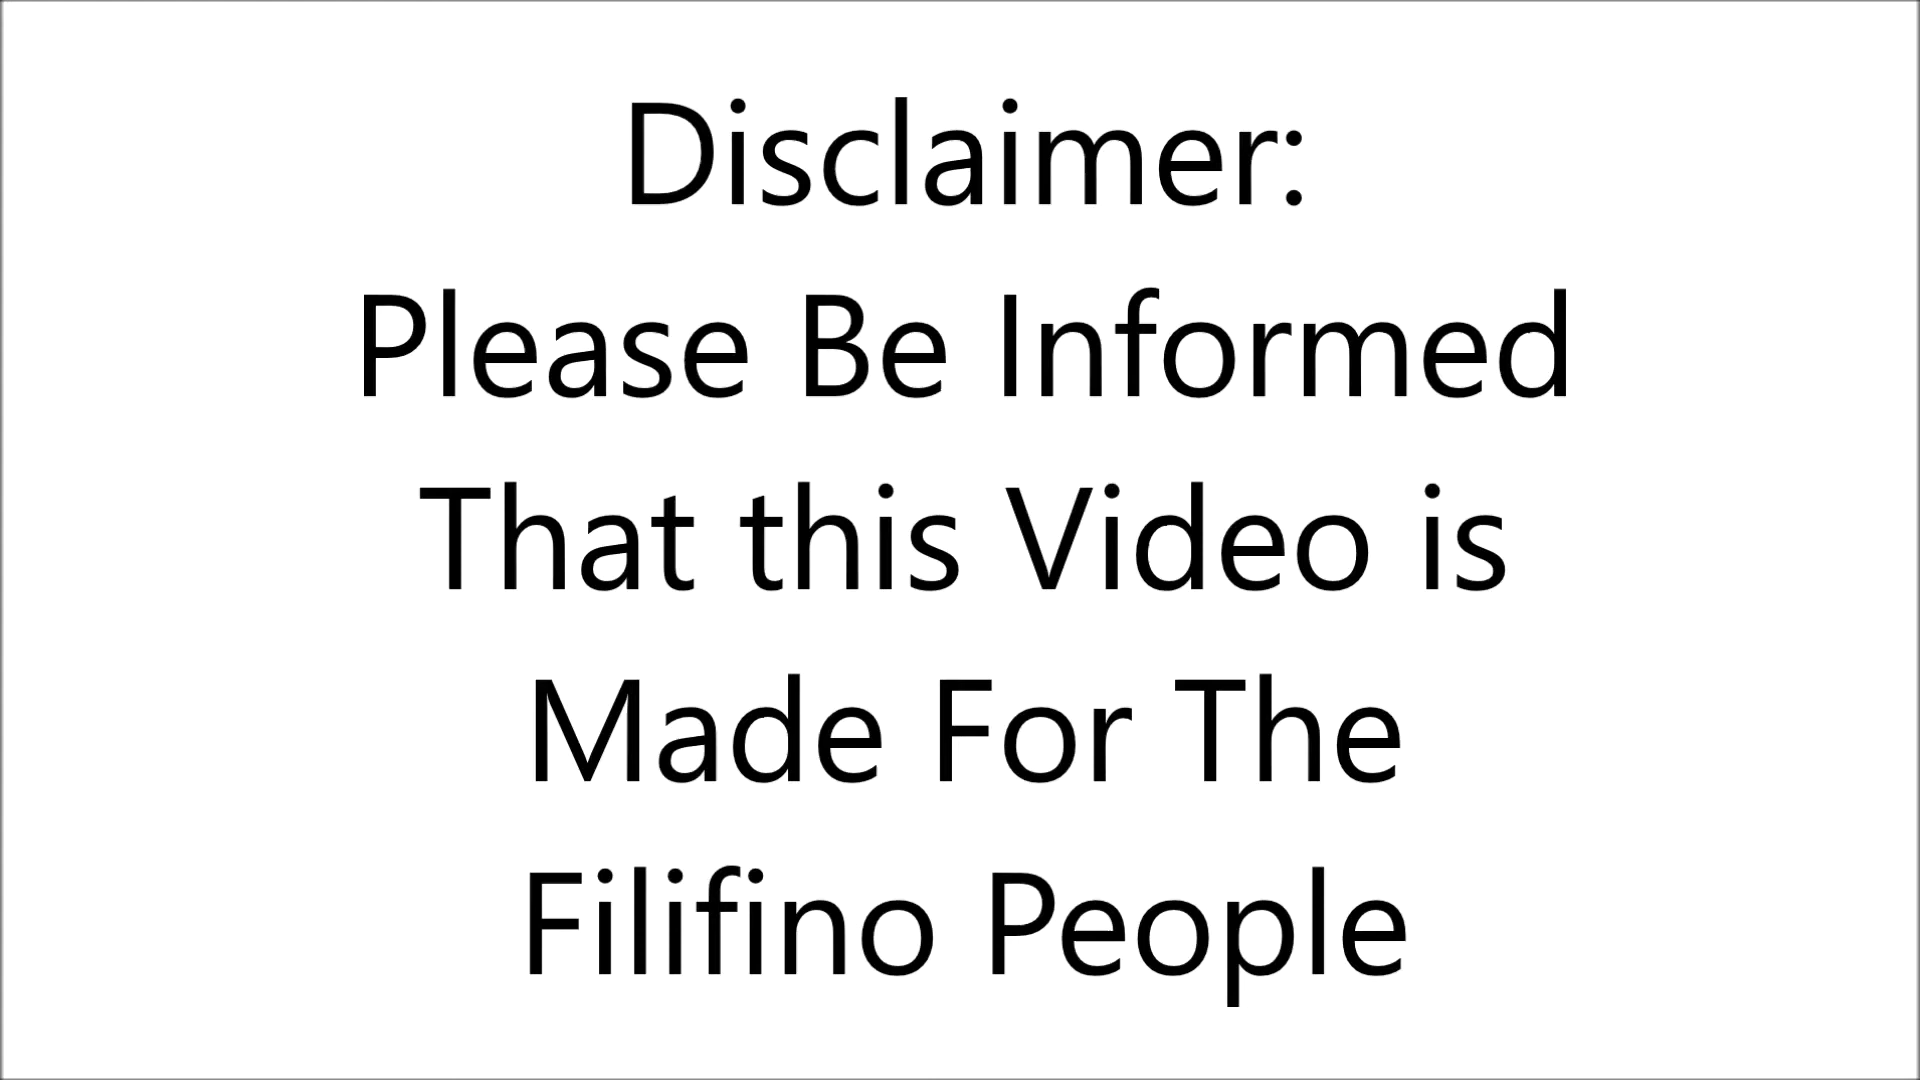 Disclaimer:
Please Be Informed
That this Video is
Made For The
Filifino People